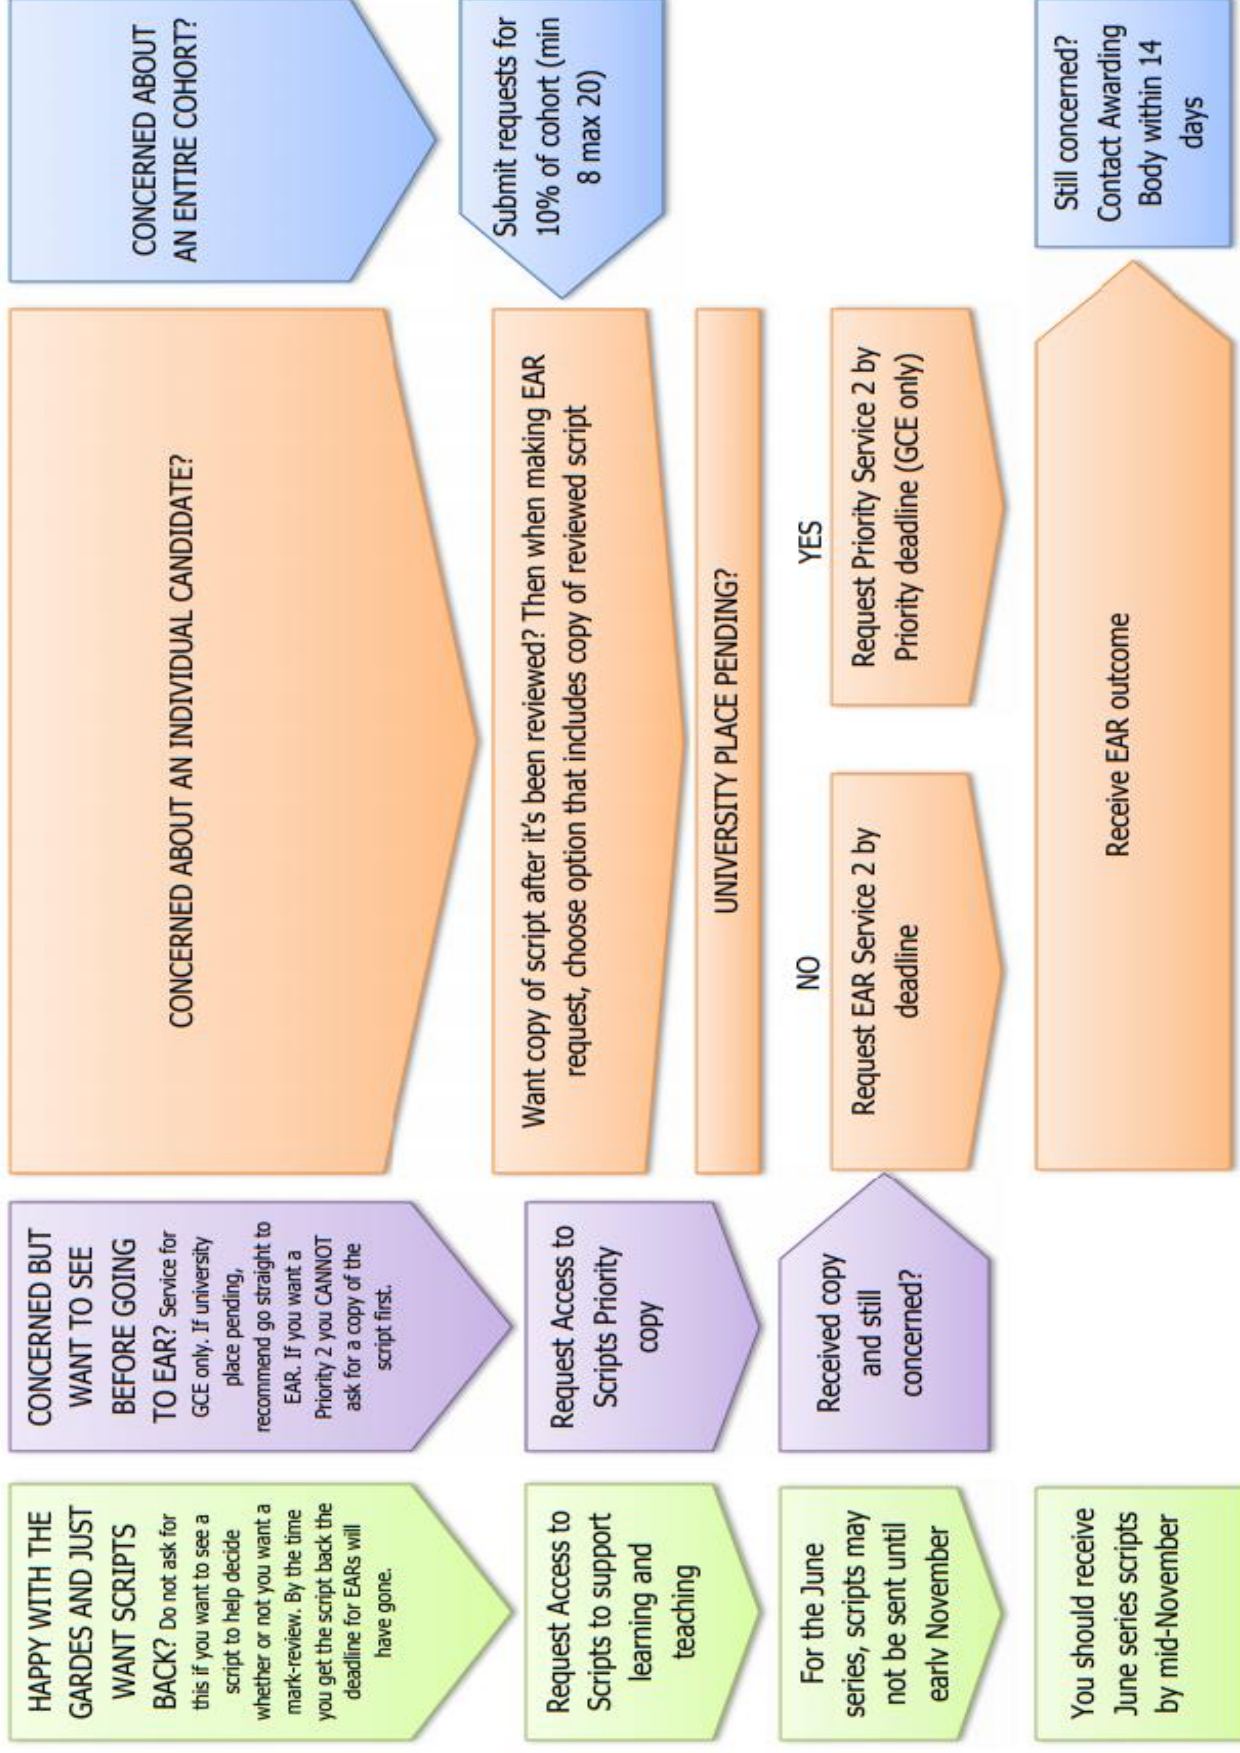 HAPPY WITH THE
GARDES AND JUST
WANT SCRIPTS
BACK? Do not ask for
this if you want to see a
script to help decide
whether or not you want a
mark-review. By the time
you get the script back the
deadline for EARs will
have gone.
Request Access to
Scripts to support
learning and
teaching
For the June
series, scripts may
not be sent until
early November
You should receive
June series scripts
by mid-November
CONCERNED BUT
WANT TO SEE
BEFORE GOING
TO EAR? Service for
GCE only. If university
place pending,
recommend go straight to
EAR. If you want a
Priority 2 you CANNOT
ask for a copy of the
script first.
Request Access to
Scripts Priority
copy
Received copy
and still
concerned?
CONCERNED ABOUT AN INDIVIDUAL CANDIDATE?
Want copy of script after it's been reviewed? Then when making EAR
request, choose option that includes copy of reviewed script
UNIVERSITY PLACE PENDING?
NO
YES
Request EAR Service 2 by
deadline
Request Priority Service 2 by
Priority deadline (GCE only)
Receive EAR outcome
CONCERNED ABOUT
AN ENTIRE COHORT?
Submit requests for
10% of cohort (min
8 max 20)
Still concerned?
Contact Awarding
Body within 14
days